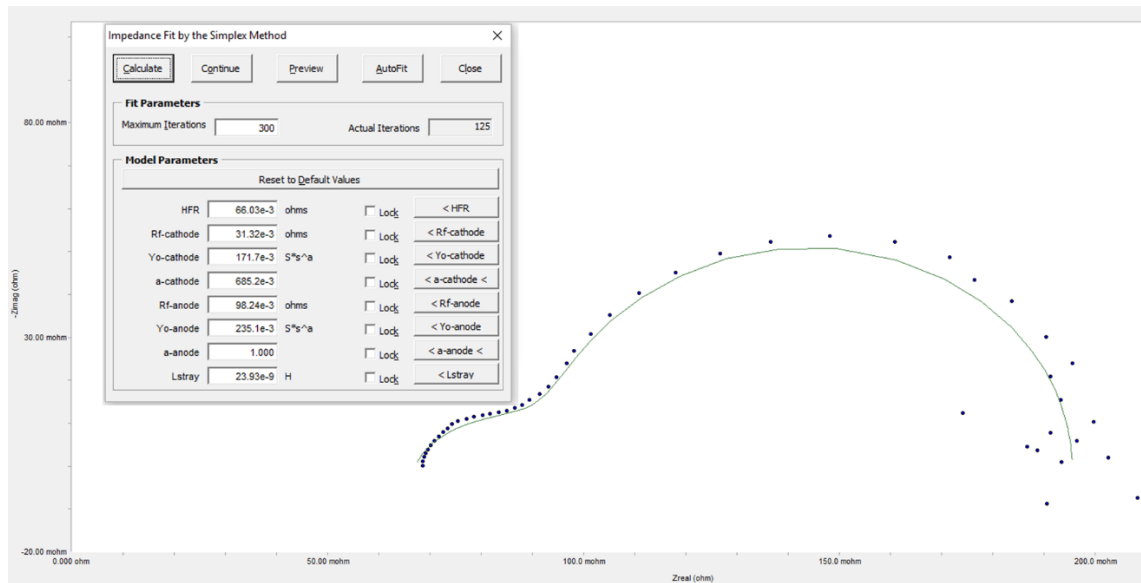 Impedance Fit by the Simplex Method
Calculate Continue Preview AutoFit Close
Fit Parameters
Maximum Iterations 300 Actual Iterations 125
Model Parameters
Reset to Default Values
HFR 66.03e-3 ohms Lock < HFR
Rf-cathode 31.32e-3 ohms Lock < Rf-cathode
Yo-cathode 171.7e-3 S*s^a Lock < Yo-cathode
a-cathode 685.2e-3 Lock < a-cathode <
Rf-anode 98.24e-3 ohms Lock < Rf-anode
Yo-anode 235.1e-3 S*s^a Lock < Yo-anode
a-anode 1.000 Lock < a-anode <
Lstray 23.93e-9 H Lock < Lstray
80.00 mohm
-Zimag (ohm)
30.00 mohm
-20.00 mohm
0.000 ohm 50.00 mohm 100.0 mohm 150.0 mohm 200.0 mohm
Zreal (ohm)